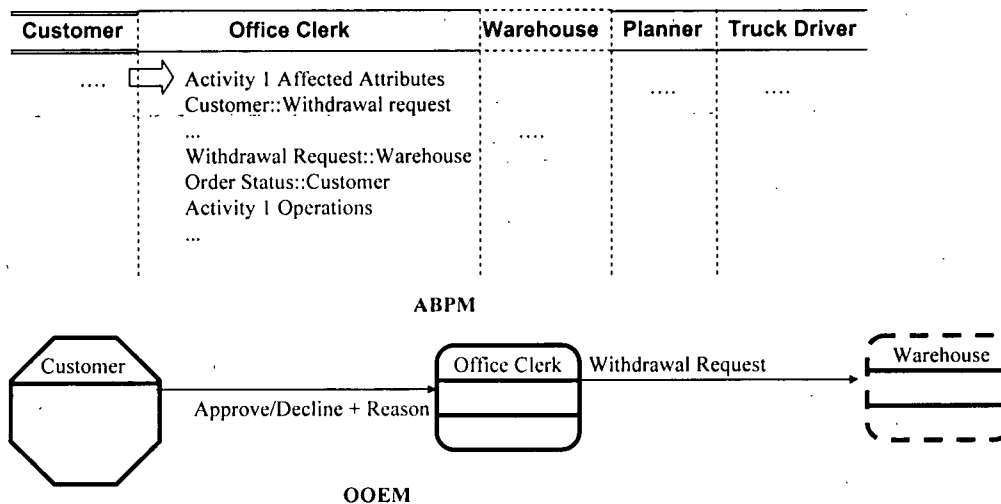 Customer Office Clerk Warehouse Planner Truck Driver
.... Activity 1 Affected Attributes .... ....
Customer::Withdrawal request
... ....
Withdrawal Request::Warehouse
Order Status::Customer
Activity 1 Operations
...
ABPM
Customer Office Clerk Withdrawal Request Warehouse
Approve/Decline + Reason
OOEM